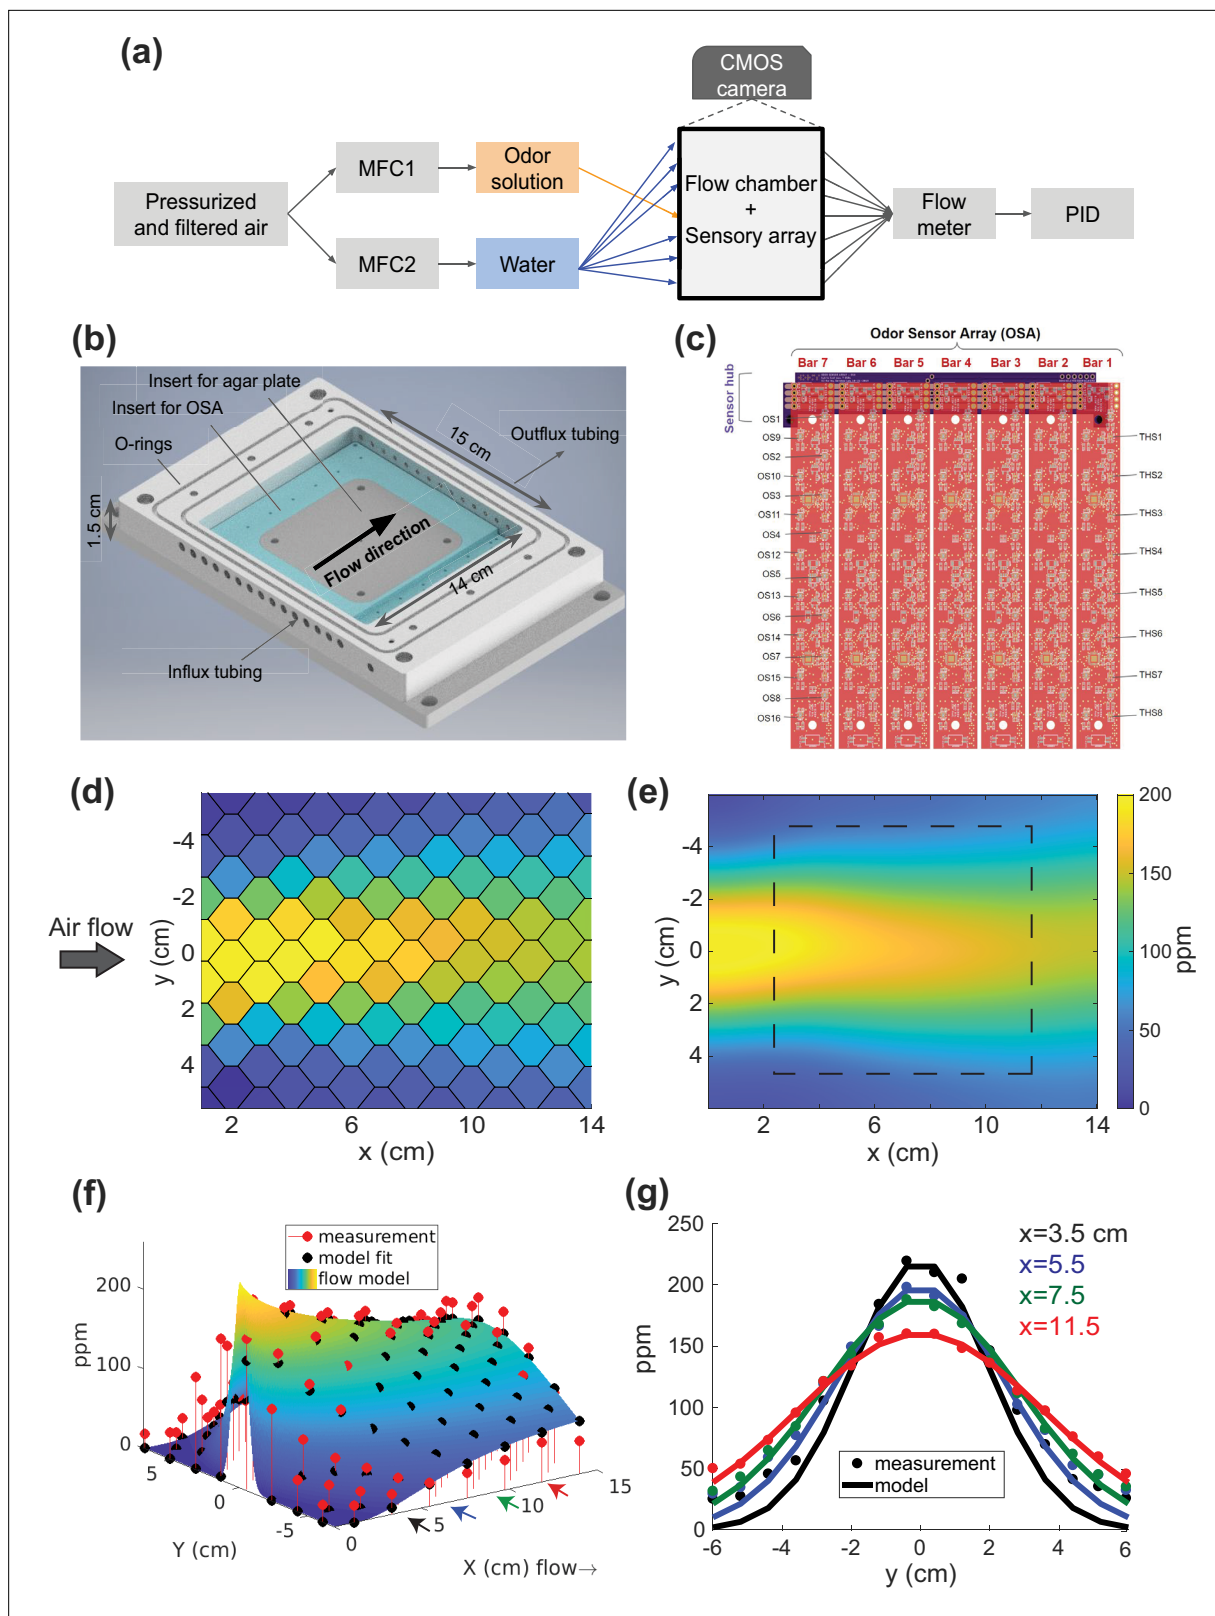 (a)
CMOS
camera
MFC1
Odor
solution
Pressurized
and filtered air
Flow chamber
+
Sensory array
Flow
meter
PID
MFC2
Water
(b)
Insert for agar plate
Insert for OSA
O-rings
15 cm
Outflux tubing
1.5 cm
Flow direction
14 cm
Influx tubing
(c)
Odor Sensor Array (OSA)
Bar 7 Bar 6 Bar 5 Bar 4 Bar 3 Bar 2 Bar 1
Sensor hub
OS1
OS9
OS2
OS10
OS3
OS11
OS4
OS12
OS5
OS13
OS6
OS14
OS7
OS15
OS8
OS16
THS1
THS2
THS3
THS4
THS5
THS6
THS7
THS8
(d)
Air flow
y (cm)
-4
-2
0
2
4
2 6 10 14
x (cm)
(e)
y (cm)
-4
-2
0
2
4
2 6 10 14
x (cm)
200
150
100
50
0
ppm
(f)
measurement
model fit
flow model
ppm
200
100
0
5
0
-5
Y (cm)
0
5
10
15
X (cm) flow→
(g)
ppm
250
200
150
100
50
0
x=3.5 cm
x=5.5
x=7.5
x=11.5
measurement
model
-6 -4 -2 0 2 4 6
y (cm)